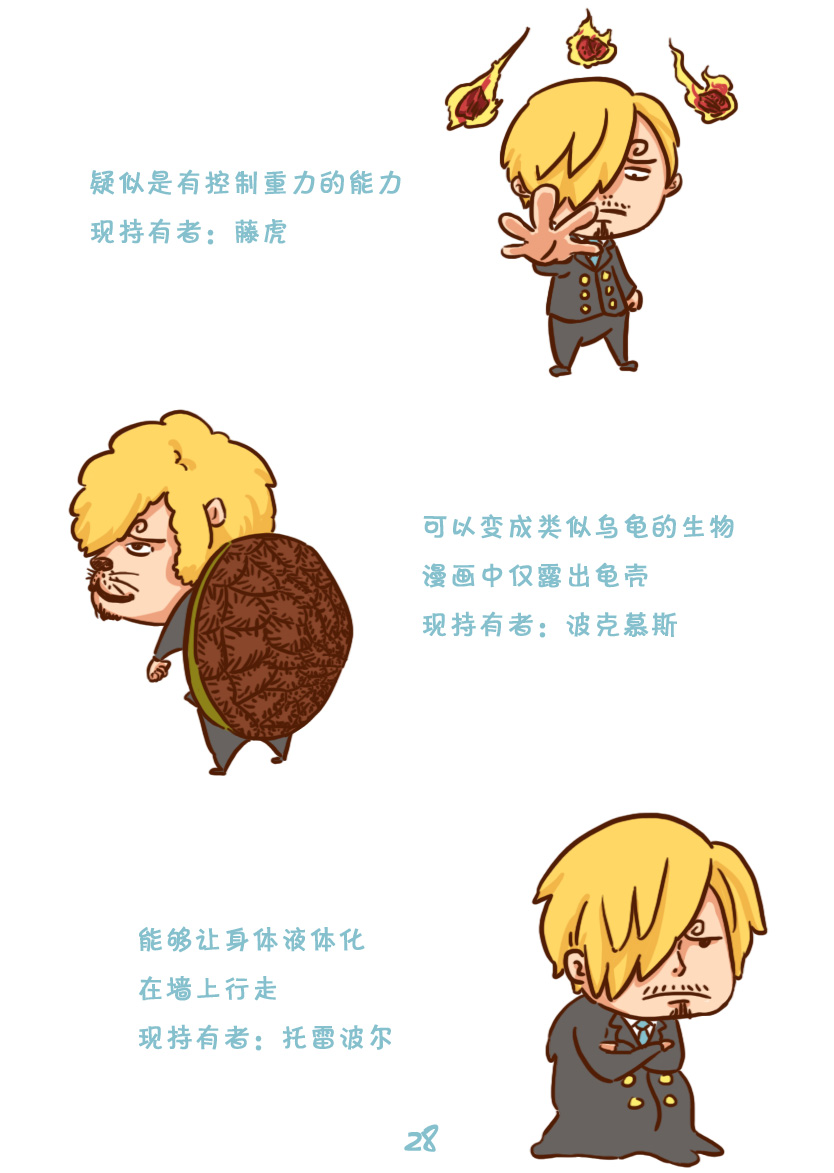 疑似是有控制重力的能力
现持有者：藤虎
可以变成类似乌龟的生物
漫画中仅露出龟壳
现持有者：波克慕斯
能够让身体液体化
在墙上行走
现持有者：托雷波尔
28